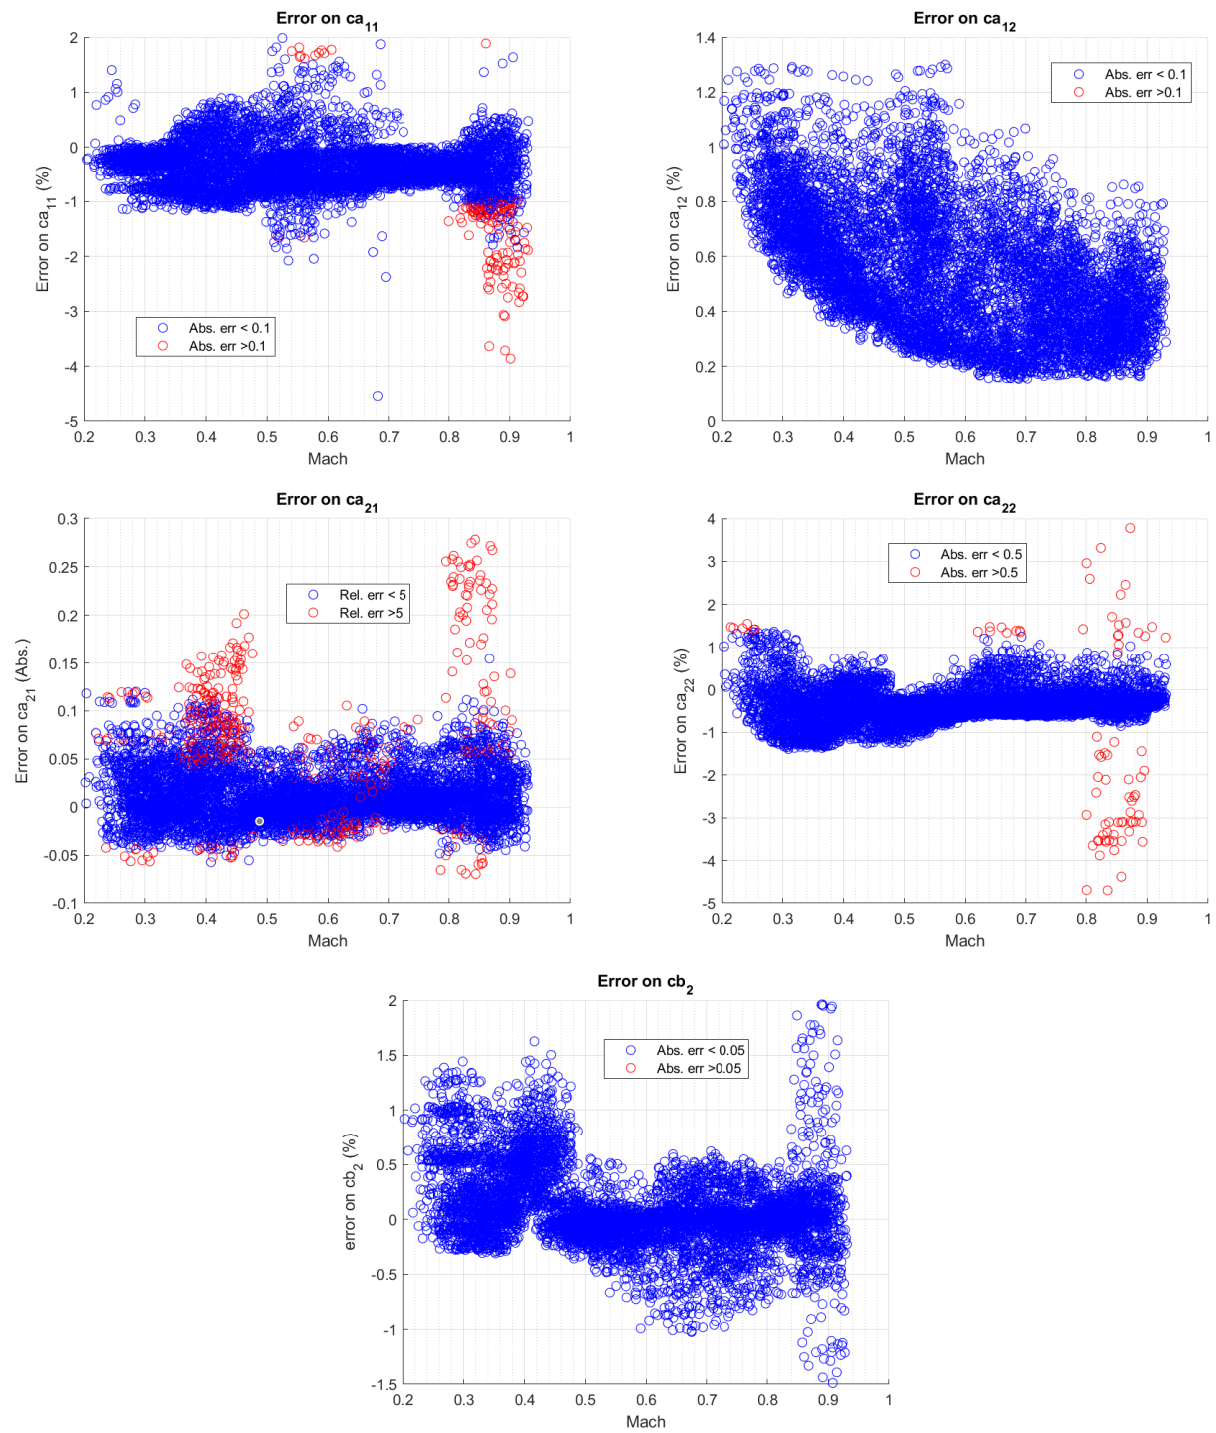 Error on ca11
2
1
0
-1
-2
-3
-4
-5
Error on ca11 (%)
Abs. err < 0.1
Abs. err >0.1
0.2 0.3 0.4 0.5 0.6 0.7 0.8 0.9 1
Mach
Error on ca12
1.4
1.2
1
0.8
0.6
0.4
0.2
0
Error on ca12 (%)
Abs. err < 0.1
Abs. err >0.1
0.2 0.3 0.4 0.5 0.6 0.7 0.8 0.9 1
Mach
Error on ca21
0.3
0.25
0.2
0.15
0.1
0.05
0
-0.05
-0.1
Error on ca21 (Abs.)
Rel. err < 5
Rel. err >5
0.2 0.3 0.4 0.5 0.6 0.7 0.8 0.9 1
Mach
Error on ca22
4
3
2
1
0
-1
-2
-3
-4
-5
Error on ca22 (%)
Abs. err < 0.5
Abs. err >0.5
0.2 0.3 0.4 0.5 0.6 0.7 0.8 0.9 1
Mach
Error on cb2
2
1.5
1
0.5
0
-0.5
-1
-1.5
error on cb2 (%)
Abs. err < 0.05
Abs. err >0.05
0.2 0.3 0.4 0.5 0.6 0.7 0.8 0.9 1
Mach